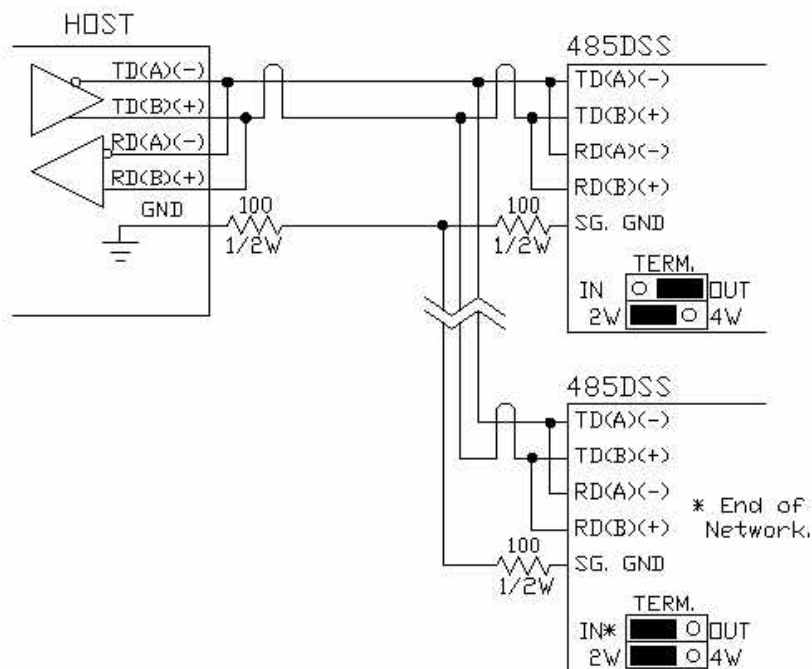 HOST
TD(A)(-)
TD(B)(+)
RD(A)(-)
RD(B)(+)
GND
100
1/2W
485DSS
TD(A)(-)
TD(B)(+)
RD(A)(-)
RD(B)(+)
100
1/2W
SG. GND
TERM.
IN OUT
2W 4W
485DSS
TD(A)(-)
TD(B)(+)
RD(A)(-)
RD(B)(+)
* End of
Network.
100
1/2W
SG. GND
TERM.
IN* OUT
2W 4W